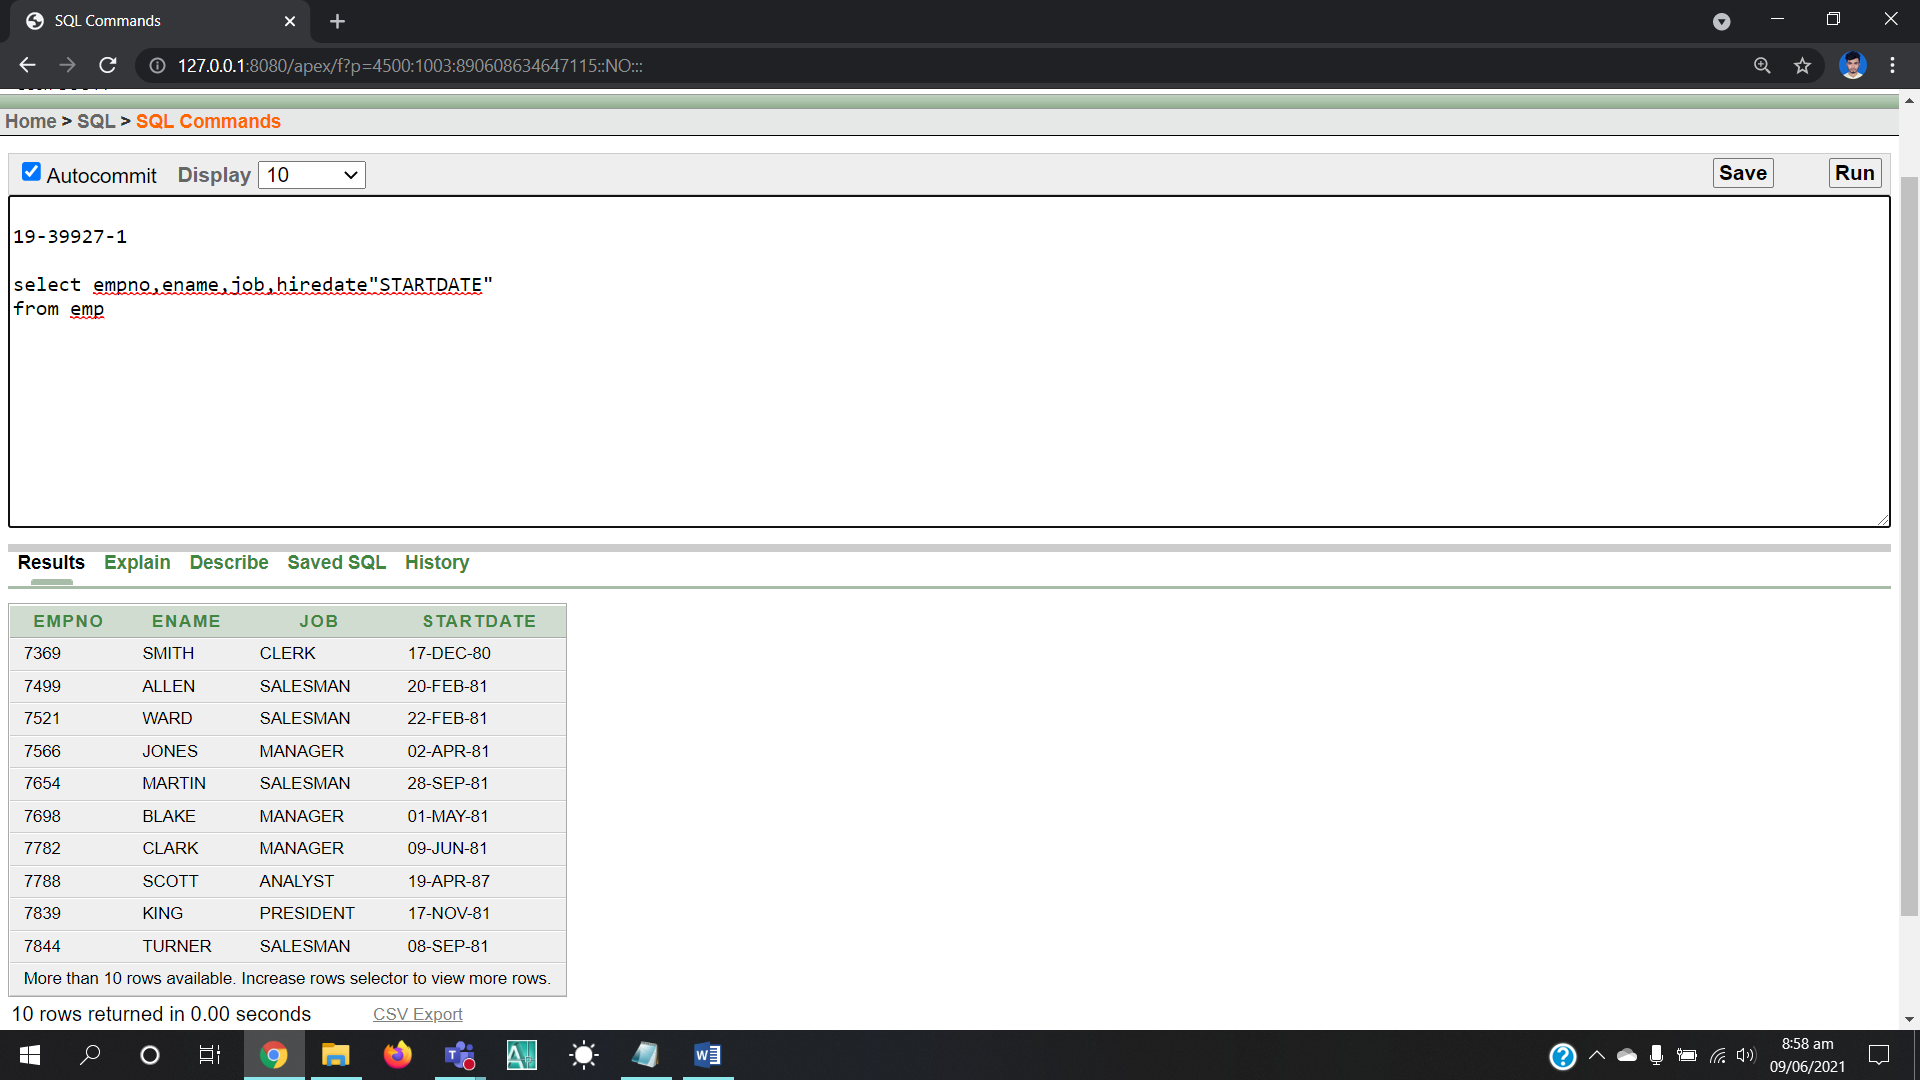 SQL Commands
127.0.0.1:8080/apex/f?p=4500:1003:890608634647115::NO:::
Home > SQL > SQL Commands
Autocommit Display 10 Save Run
19-39927-1
select empno,ename,job,hiredate"STARTDATE"
from emp
Results Explain Describe Saved SQL History
EMPNO ENAME JOB STARTDATE
7369 SMITH CLERK 17-DEC-80
7499 ALLEN SALESMAN 20-FEB-81
7521 WARD SALESMAN 22-FEB-81
7566 JONES MANAGER 02-APR-81
7654 MARTIN SALESMAN 28-SEP-81
7698 BLAKE MANAGER 01-MAY-81
7782 CLARK MANAGER 09-JUN-81
7788 SCOTT ANALYST 19-APR-87
7839 KING PRESIDENT 17-NOV-81
7844 TURNER SALESMAN 08-SEP-81
More than 10 rows available. Increase rows selector to view more rows.
10 rows returned in 0.00 seconds CSV Export
8:58 am
09/06/2021